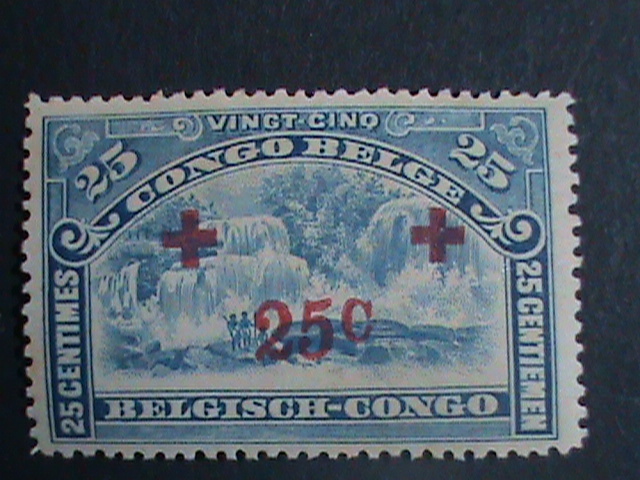 VINGT-CINQ
25 25
CONGO BELGE
25c
25 CENTIMES
25 CENTIEMEN
BELGISCH-CONGO